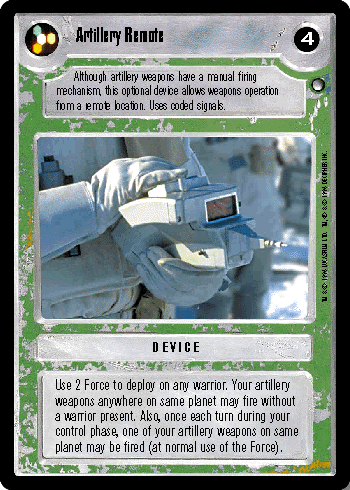 Artillery Remote
4
Although artillery weapons have a manual firing
mechanism, this optional device allows weapons operation
from a remote location. Uses coded signals.
DEVICE
Use 2 Force to deploy on any warrior. Your artillery
weapons anywhere on same planet may fire without
a warrior present. Also, once each turn during your
control phase, one of your artillery weapons on same
planet may be fired (at normal use of the Force).